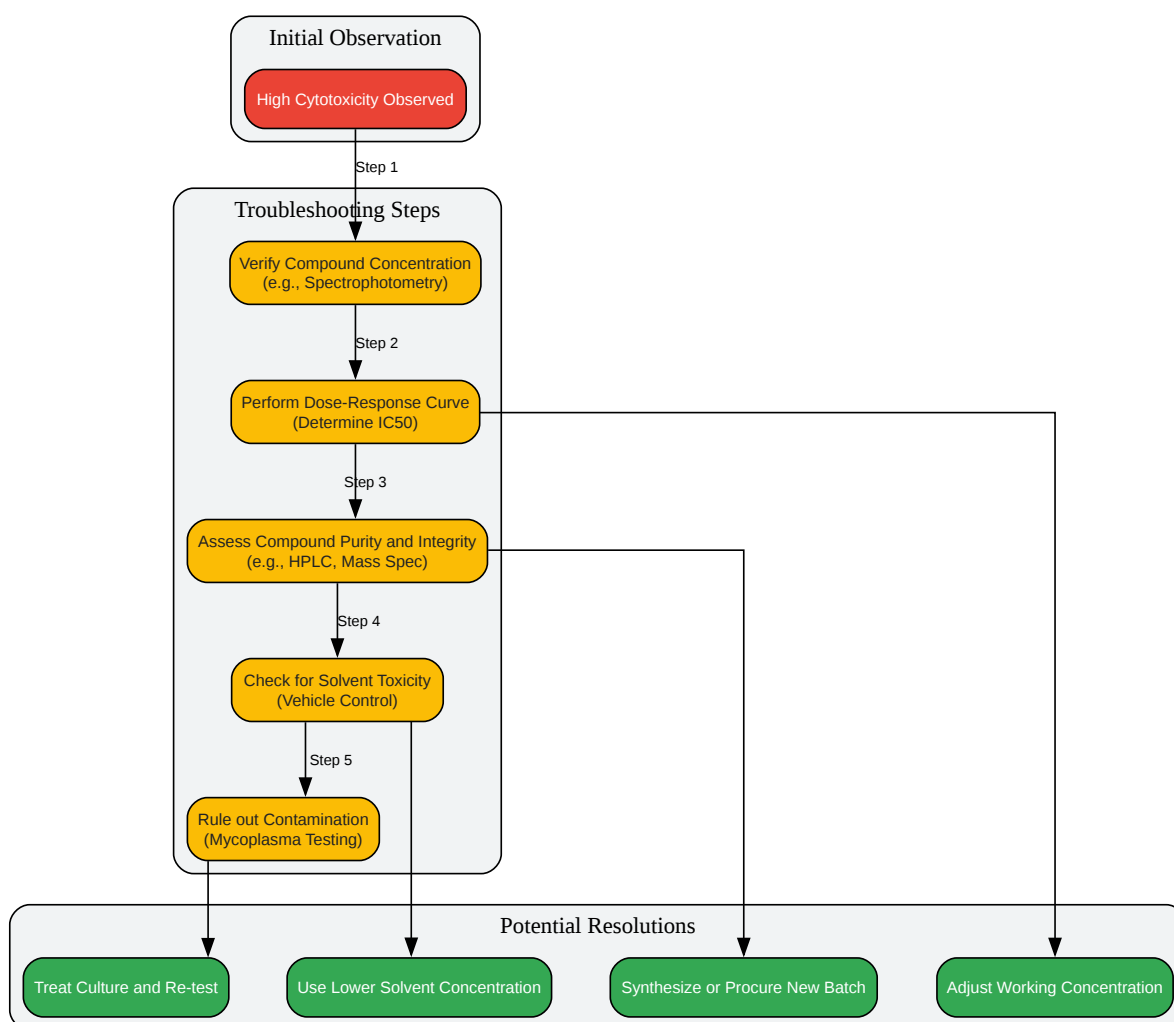 Initial Observation
High Cytotoxicity Observed
Step 1
Troubleshooting Steps
Verify Compound Concentration
(e.g., Spectrophotometry)
Step 2
Perform Dose-Response Curve
(Determine IC50)
Step 3
Assess Compound Purity and Integrity
(e.g., HPLC, Mass Spec)
Step 4
Check for Solvent Toxicity
(Vehicle Control)
Step 5
Rule out Contamination
(Mycoplasma Testing)
Potential Resolutions
Treat Culture and Re-test
Use Lower Solvent Concentration
Synthesize or Procure New Batch
Adjust Working Concentration